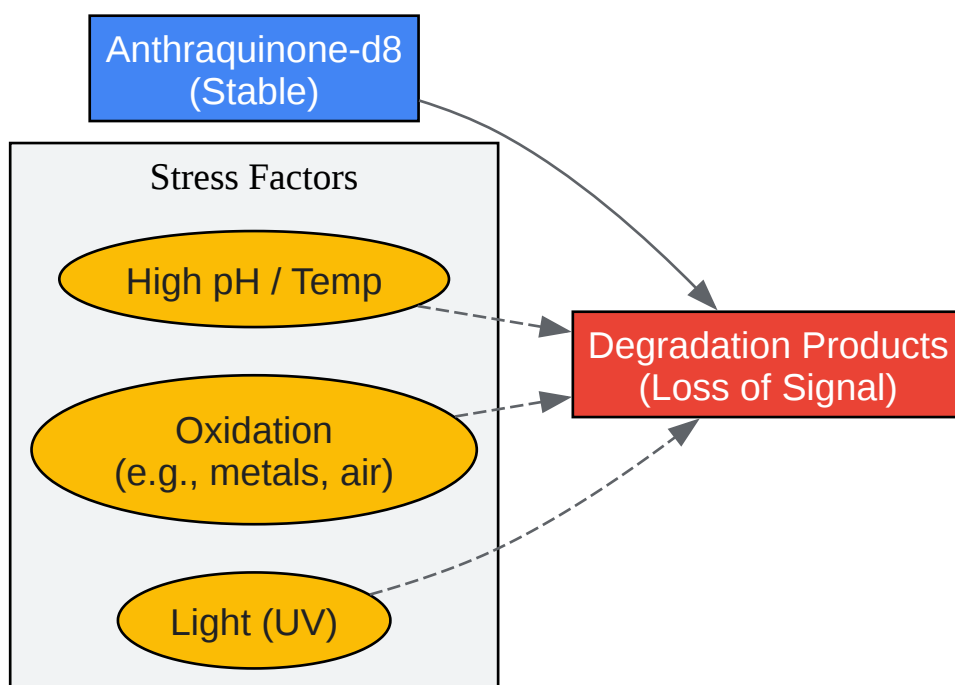 Anthraquinone-d8
(Stable)
Stress Factors
High pH / Temp
Oxidation
(e.g., metals, air)
Light (UV)
Degradation Products
(Loss of Signal)